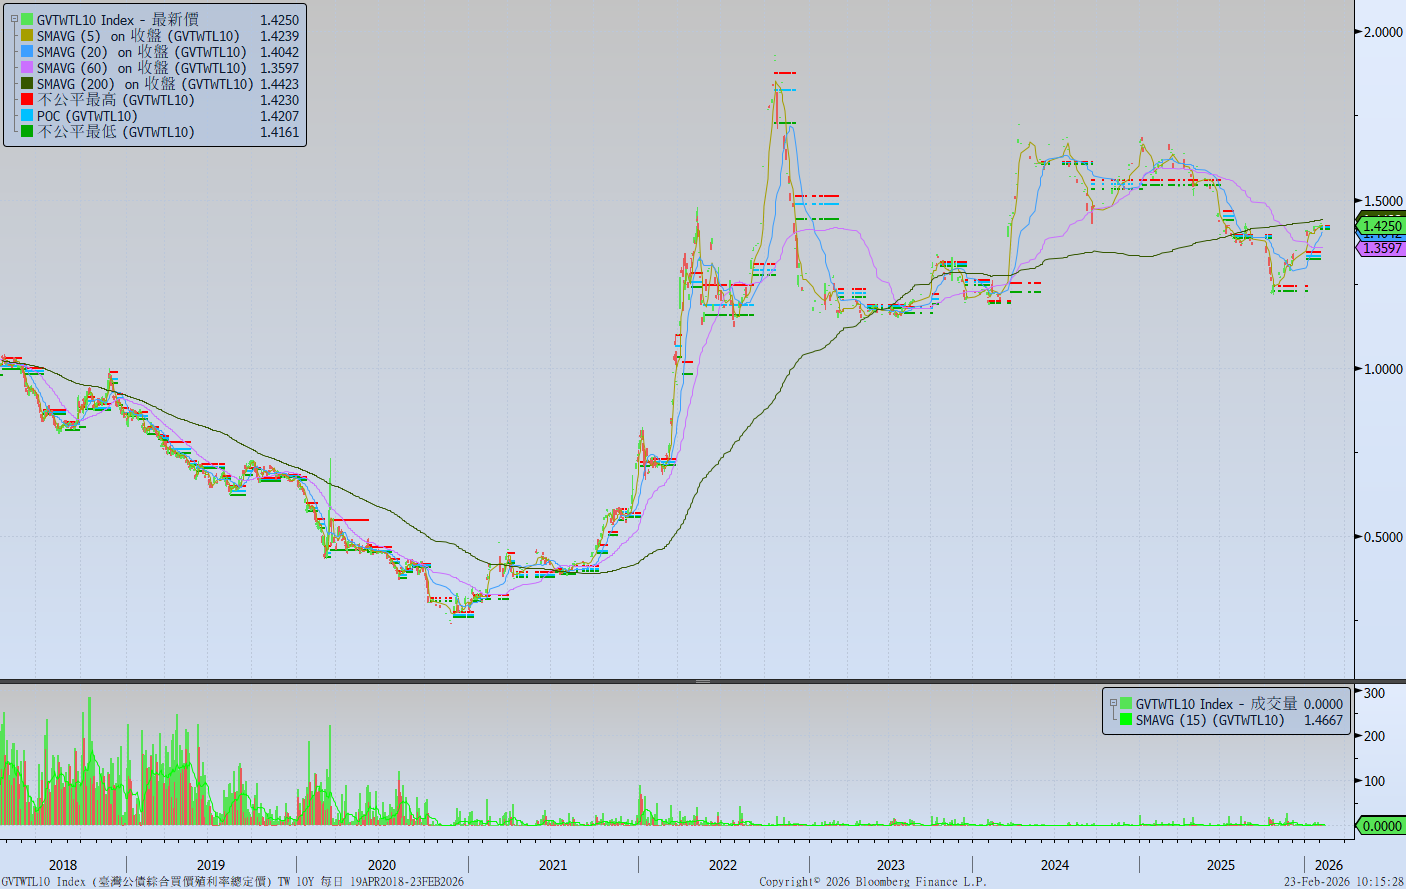 GVTWTL10 Index - 最新價 1.4250
SMAVG (5) on 收盤 (GVTWTL10) 1.4239
SMAVG (20) on 收盤 (GVTWTL10) 1.4042
SMAVG (60) on 收盤 (GVTWTL10) 1.3597
SMAVG (200) on 收盤 (GVTWTL10) 1.4423
不公平最高 (GVTWTL10) 1.4230
POC (GVTWTL10) 1.4207
不公平最低 (GVTWTL10) 1.4161
2.0000
1.5000
1.4250
1.3597
1.0000
0.5000
GVTWTL10 Index - 成交量 0.0000
SMAVG (15) (GVTWTL10) 1.4667
300
200
100
0.0000
2018 2019 2020 2021 2022 2023 2024 2025 2026
GVTWTL10 Index (臺灣公債綜合買價殖利率總定價) TW 10Y 每日 19APR2018-23FEB2026 Copyright© 2026 Bloomberg Finance L.P. 23-Feb-2026 10:15:28